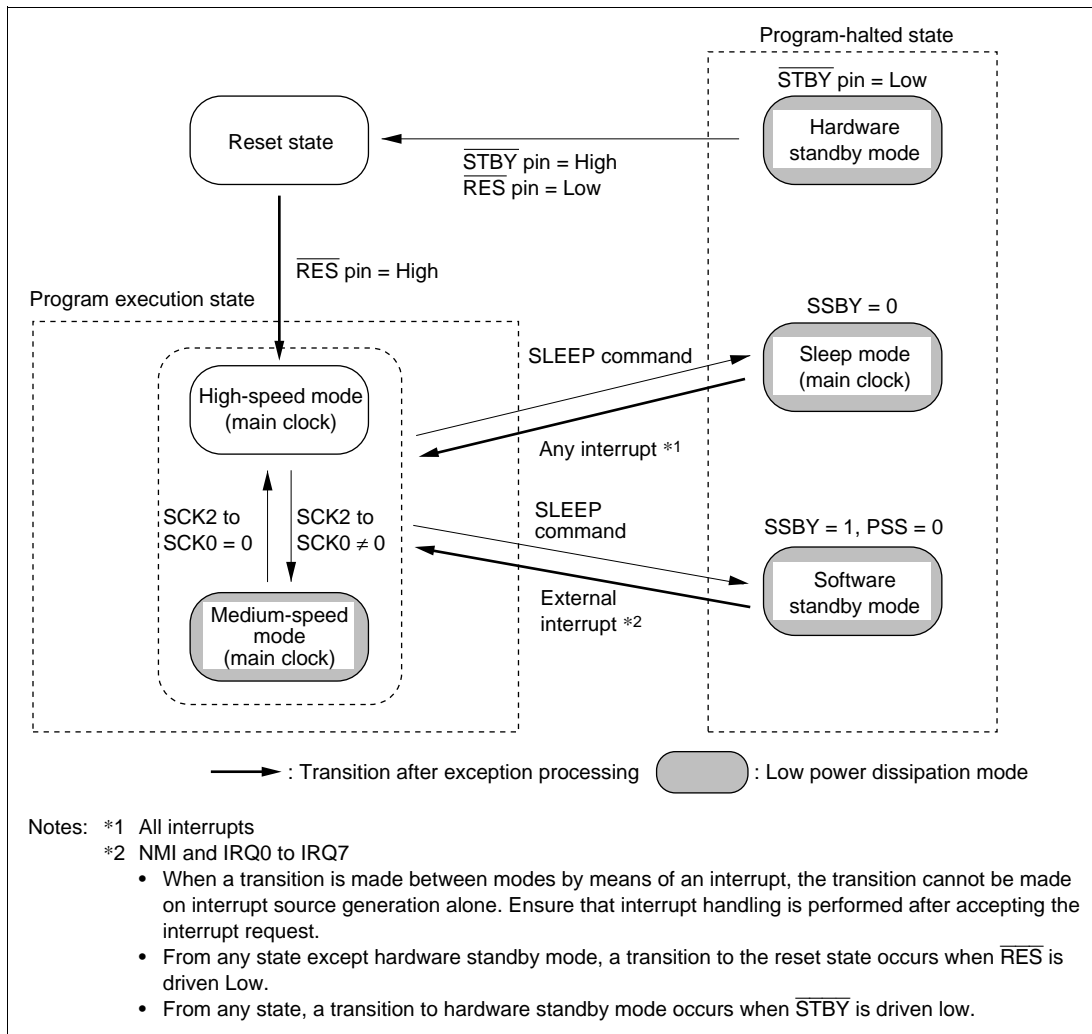 Program-halted state
STBY pin = Low
Hardware
standby mode
Reset state
STBY pin = High
RES pin = Low
RES pin = High
Program execution state
SSBY = 0
Sleep mode
(main clock)
SLEEP command
High-speed mode
(main clock)
Any interrupt *1
SCK2 to
SCK0 = 0
SCK2 to
SCK0 ≠ 0
SLEEP
command
SSBY = 1, PSS = 0
Software
standby mode
External
interrupt *2
Medium-speed
mode
(main clock)
: Transition after exception processing
: Low power dissipation mode
Notes: *1 All interrupts
*2 NMI and IRQ0 to IRQ7
• When a transition is made between modes by means of an interrupt, the transition cannot be made
on interrupt source generation alone. Ensure that interrupt handling is performed after accepting the
interrupt request.
• From any state except hardware standby mode, a transition to the reset state occurs when RES is
driven Low.
• From any state, a transition to hardware standby mode occurs when STBY is driven low.